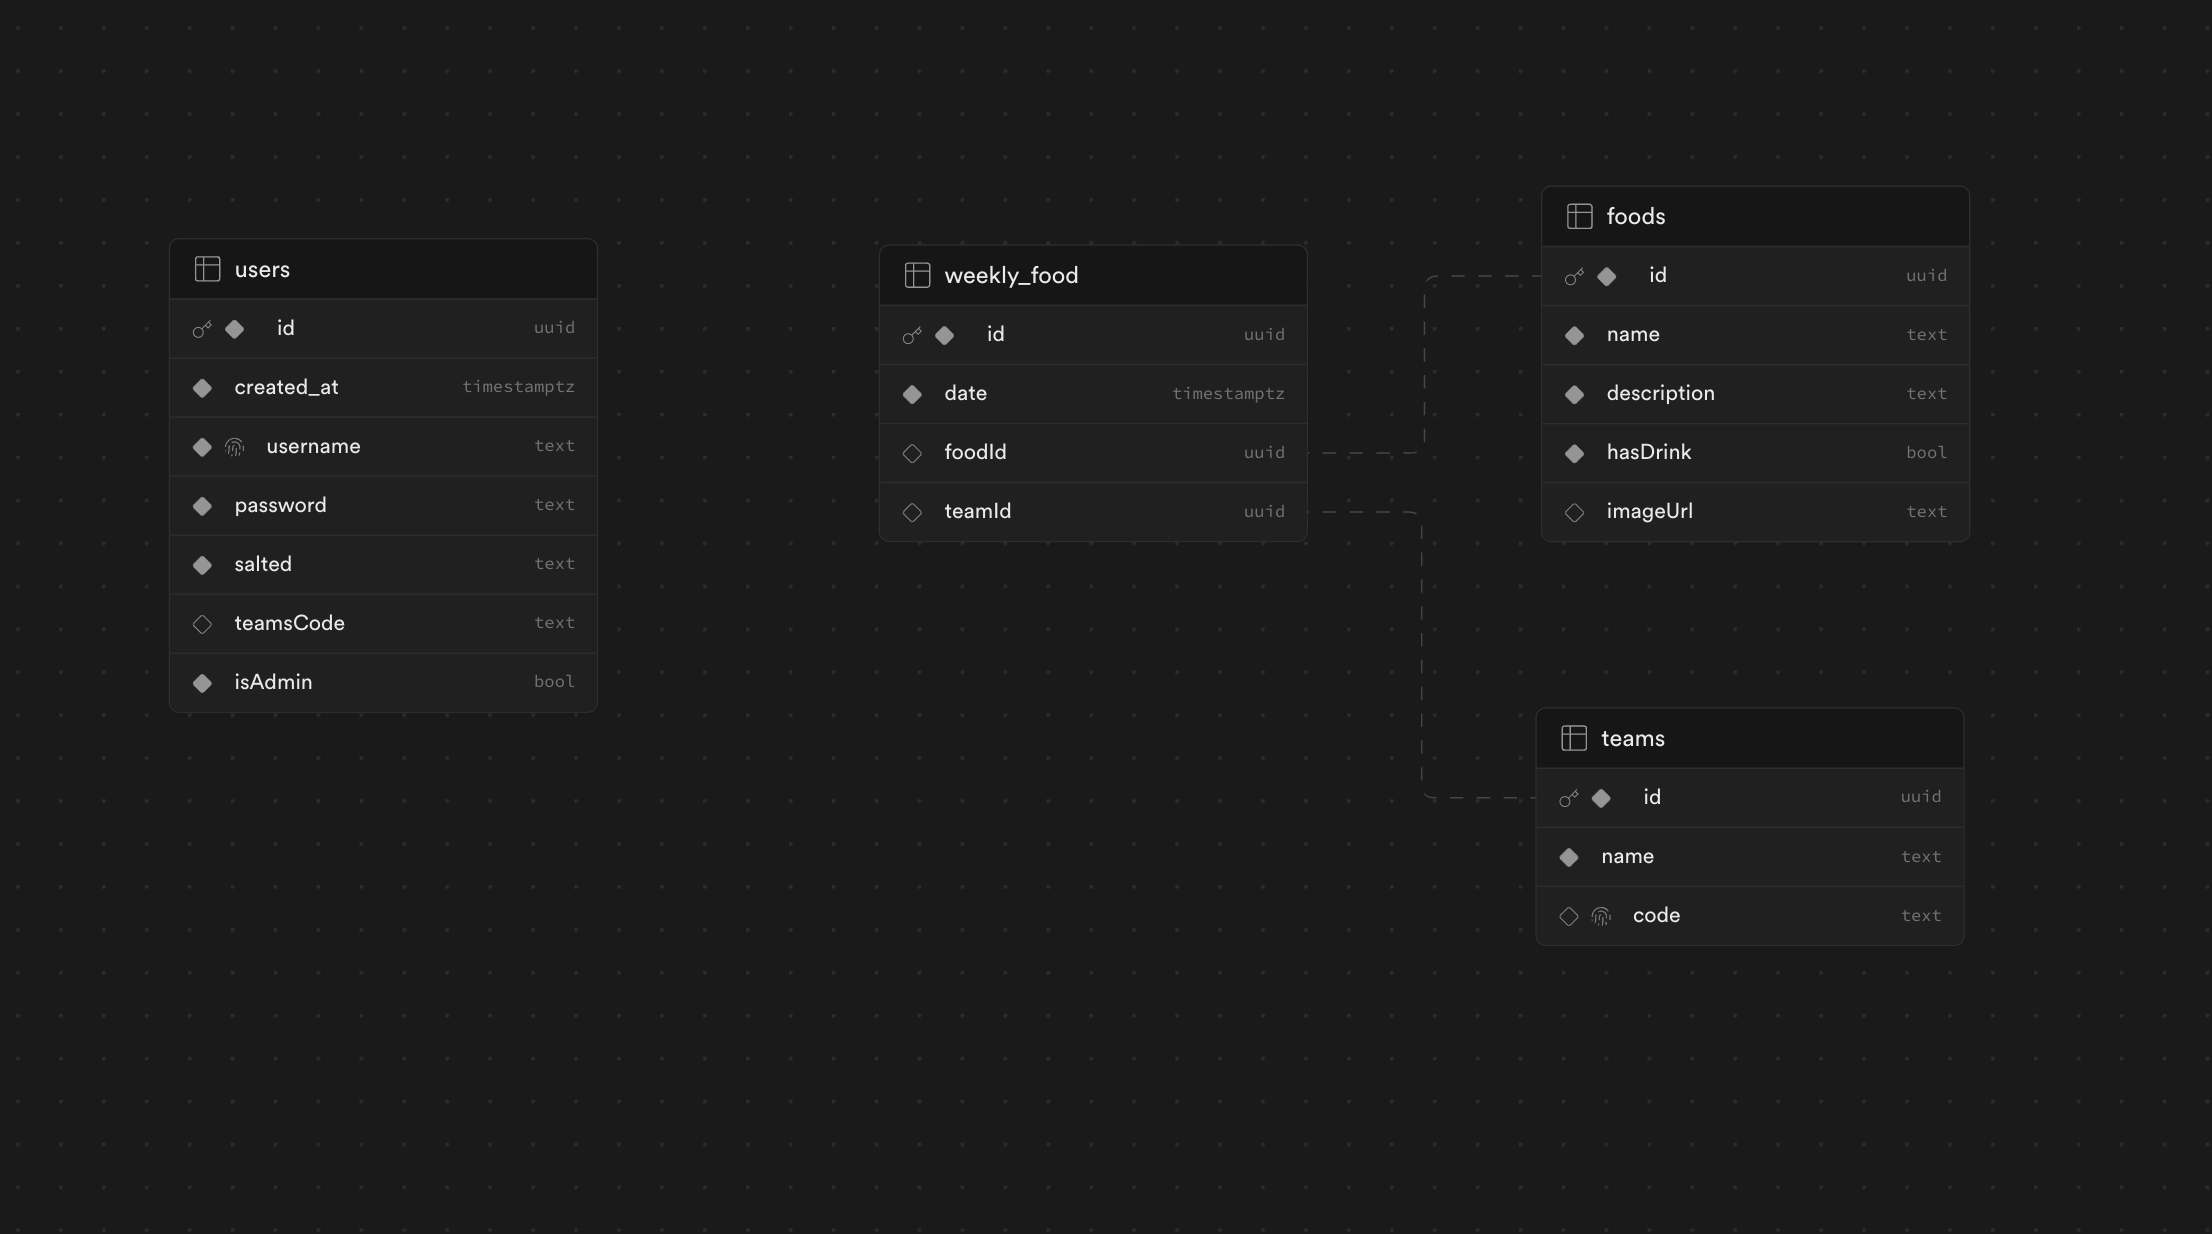 users
id uuid
created_at timestamptz
username text
password text
salted text
teamsCode text
isAdmin bool
weekly_food
id uuid
date timestamptz
foodId uuid
teamId uuid
foods
id uuid
name text
description text
hasDrink bool
imageUrl text
teams
id uuid
name text
code text